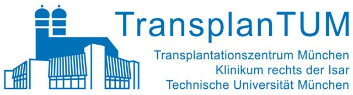 TransplanTUM
Transplantationszentrum München
Klinikum rechts der Isar
Technische Universität München